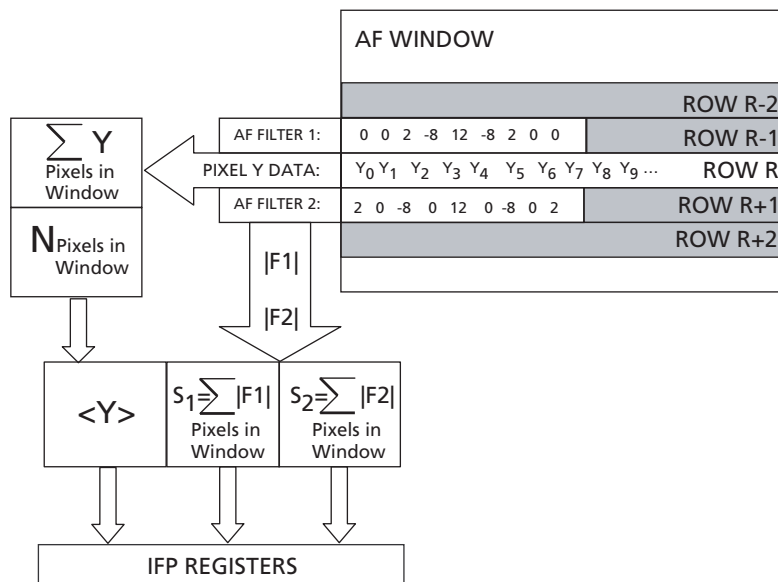 AF WINDOW
ROW R-2
AF FILTER 1: 0 0 2 -8 12 -8 2 0 0 ROW R-1
PIXEL Y DATA: Y0 Y1 Y2 Y3 Y4 Y5 Y6 Y7 Y8 Y9 ... ROW R
AF FILTER 2: 2 0 -8 0 12 0 -8 0 2 ROW R+1
ROW R+2
∑ Y
Pixels in
Window
N Pixels in
Window
|F1|
|F2|
<Y>
S1=∑|F1|
Pixels in
Window
S2=∑|F2|
Pixels in
Window
IFP REGISTERS